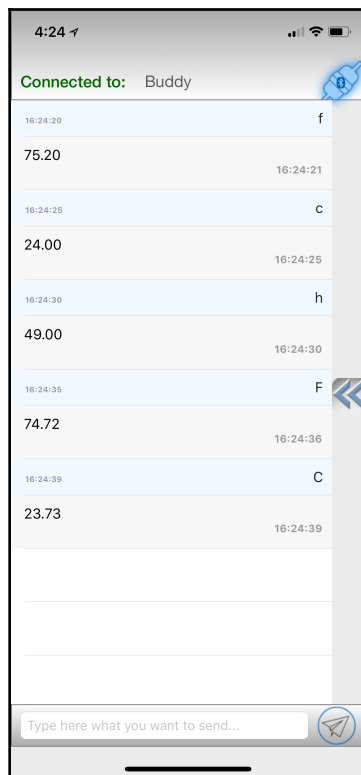 4:24
Connected to: Buddy
16:24:20 f
75.20
16:24:21
16:24:25 c
24.00
16:24:25
16:24:30 h
49.00
16:24:30
16:24:35 F
74.72
16:24:36
16:24:39 C
23.73
16:24:39
Type here what you want to send...